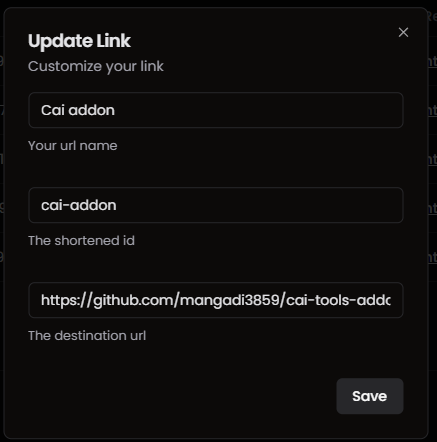 Update Link
Customize your link
Cai addon
Your url name
cai-addon
The shortened id
https://github.com/mangadi3859/cai-tools-addc
The destination url
Save